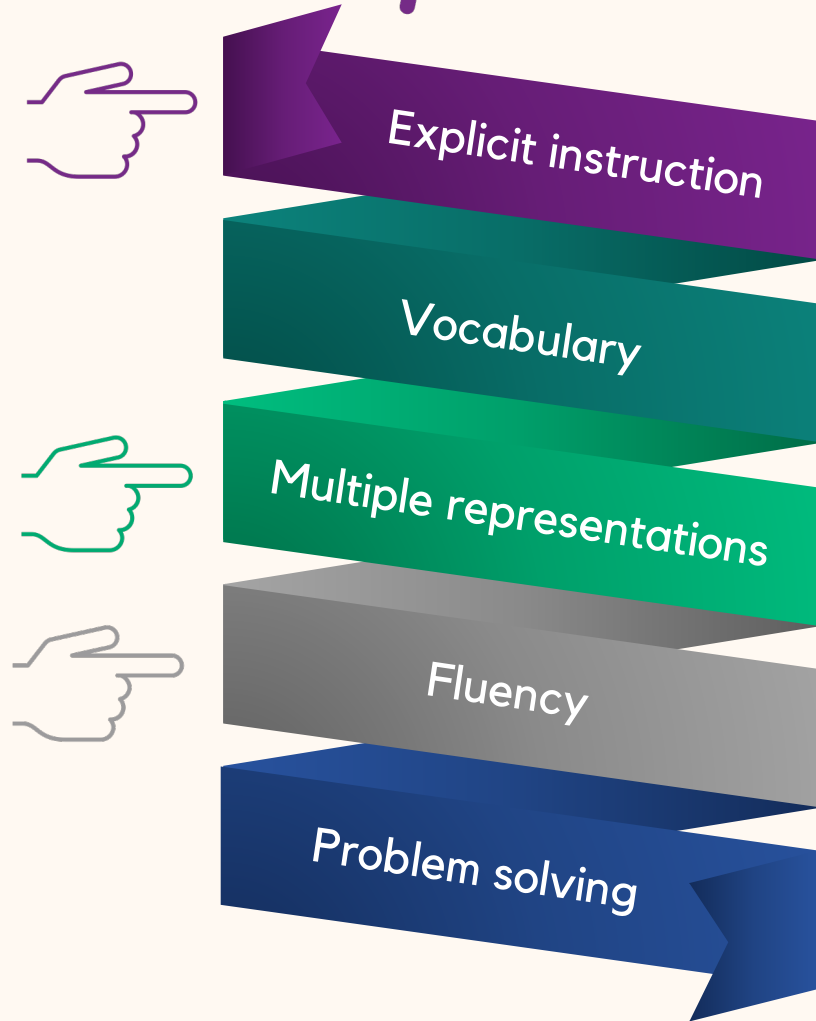 Explicit instruction
Vocabulary
Multiple representations
Fluency
Problem solving